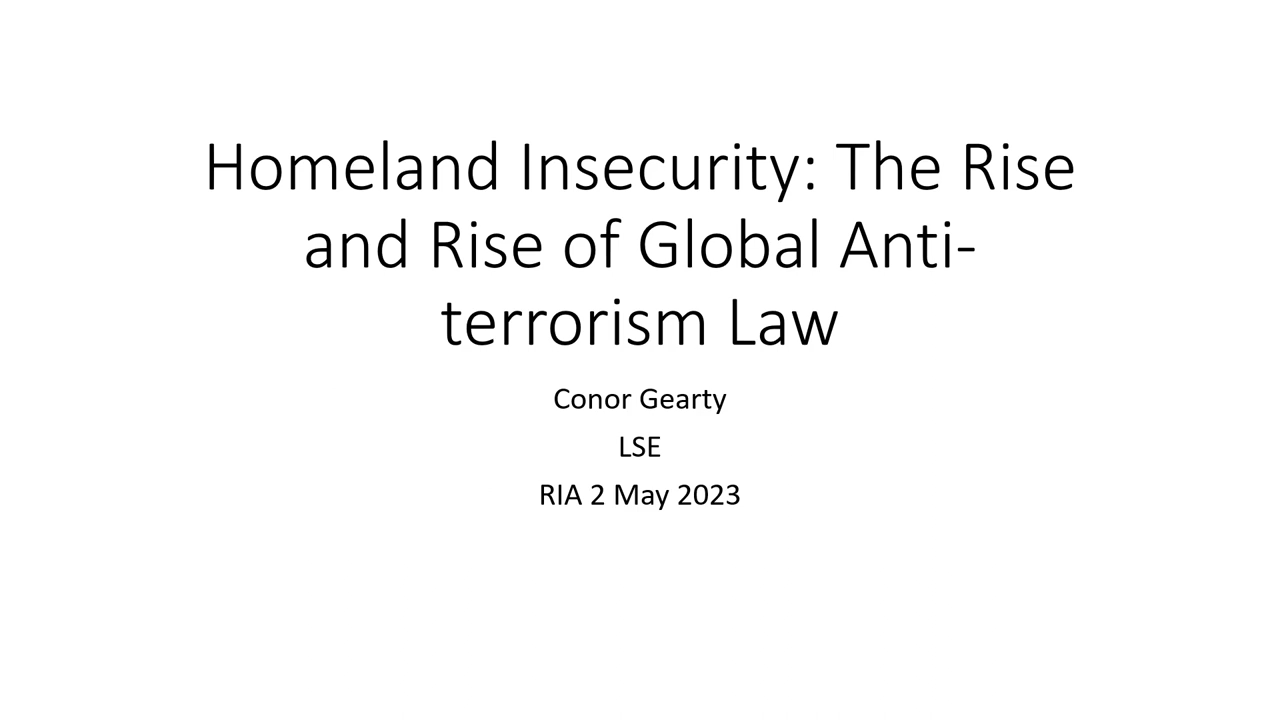 Homeland Insecurity: The Rise
and Rise of Global Anti-
terrorism Law
Conor Gearty
LSE
RIA 2 May 2023